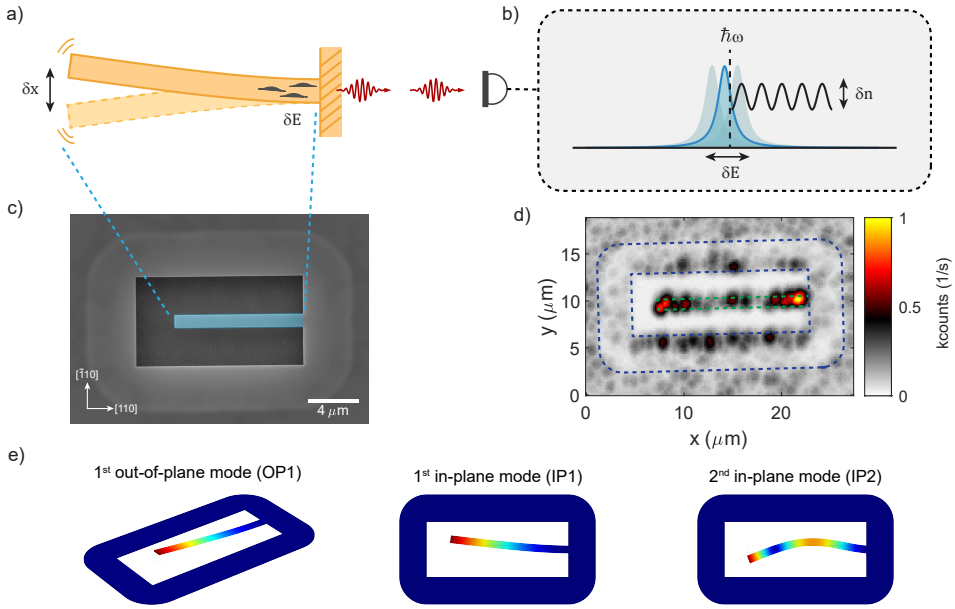 a)
δx
δE
b)
ħω
δn
δE
c)
[1̄10]
[110]
4 μm
d)
y (μm)
15
10
5
0
0
10
20
x (μm)
1
0.5
0
kcounts (1/s)
e)
1st out-of-plane mode (OP1)
1st in-plane mode (IP1)
2nd in-plane mode (IP2)